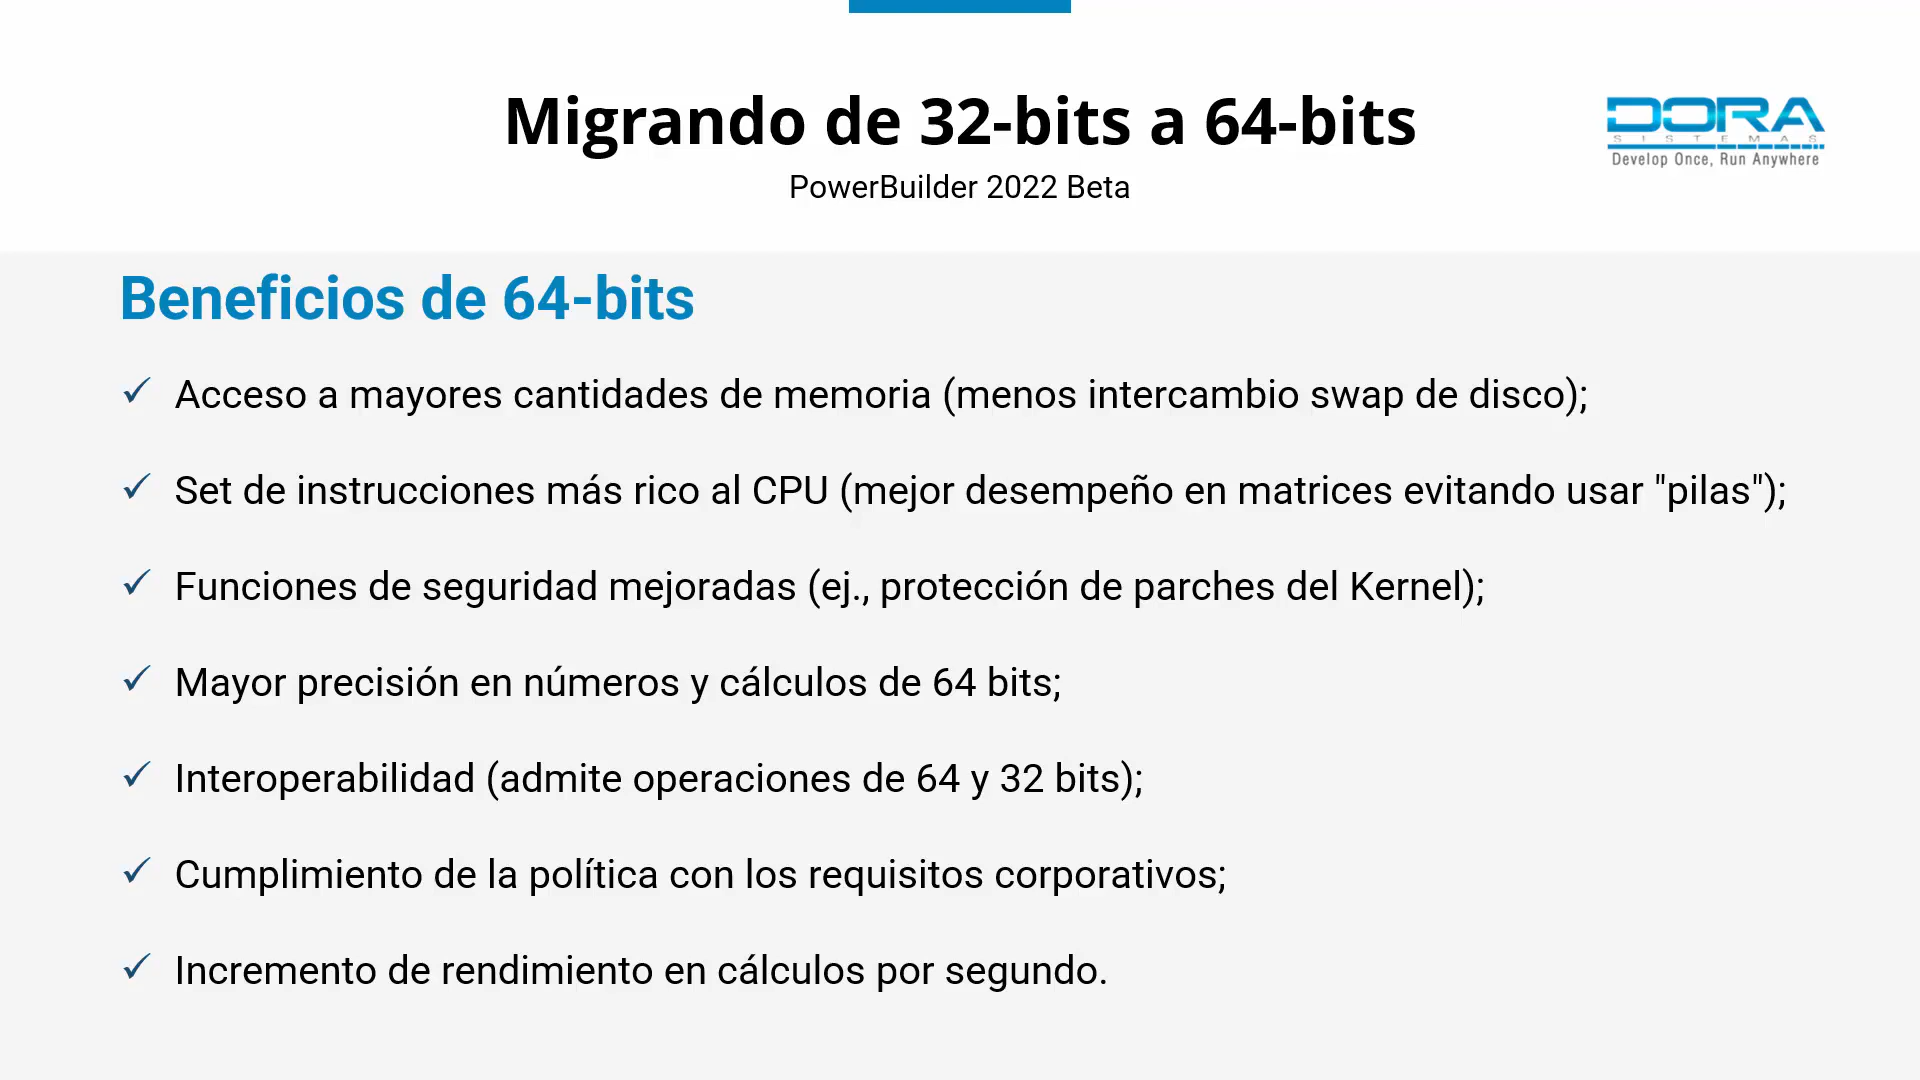 Migrando de 32-bits a 64-bits
PowerBuilder 2022 Beta
DORA
SISTEMAS
Develop Once, Run Anywhere
Beneficios de 64-bits
Acceso a mayores cantidades de memoria (menos intercambio swap de disco);
Set de instrucciones más rico al CPU (mejor desempeño en matrices evitando usar "pilas");
Funciones de seguridad mejoradas (ej., protección de parches del Kernel);
Mayor precisión en números y cálculos de 64 bits;
Interoperabilidad (admite operaciones de 64 y 32 bits);
Cumplimiento de la política con los requisitos corporativos;
Incremento de rendimiento en cálculos por segundo.